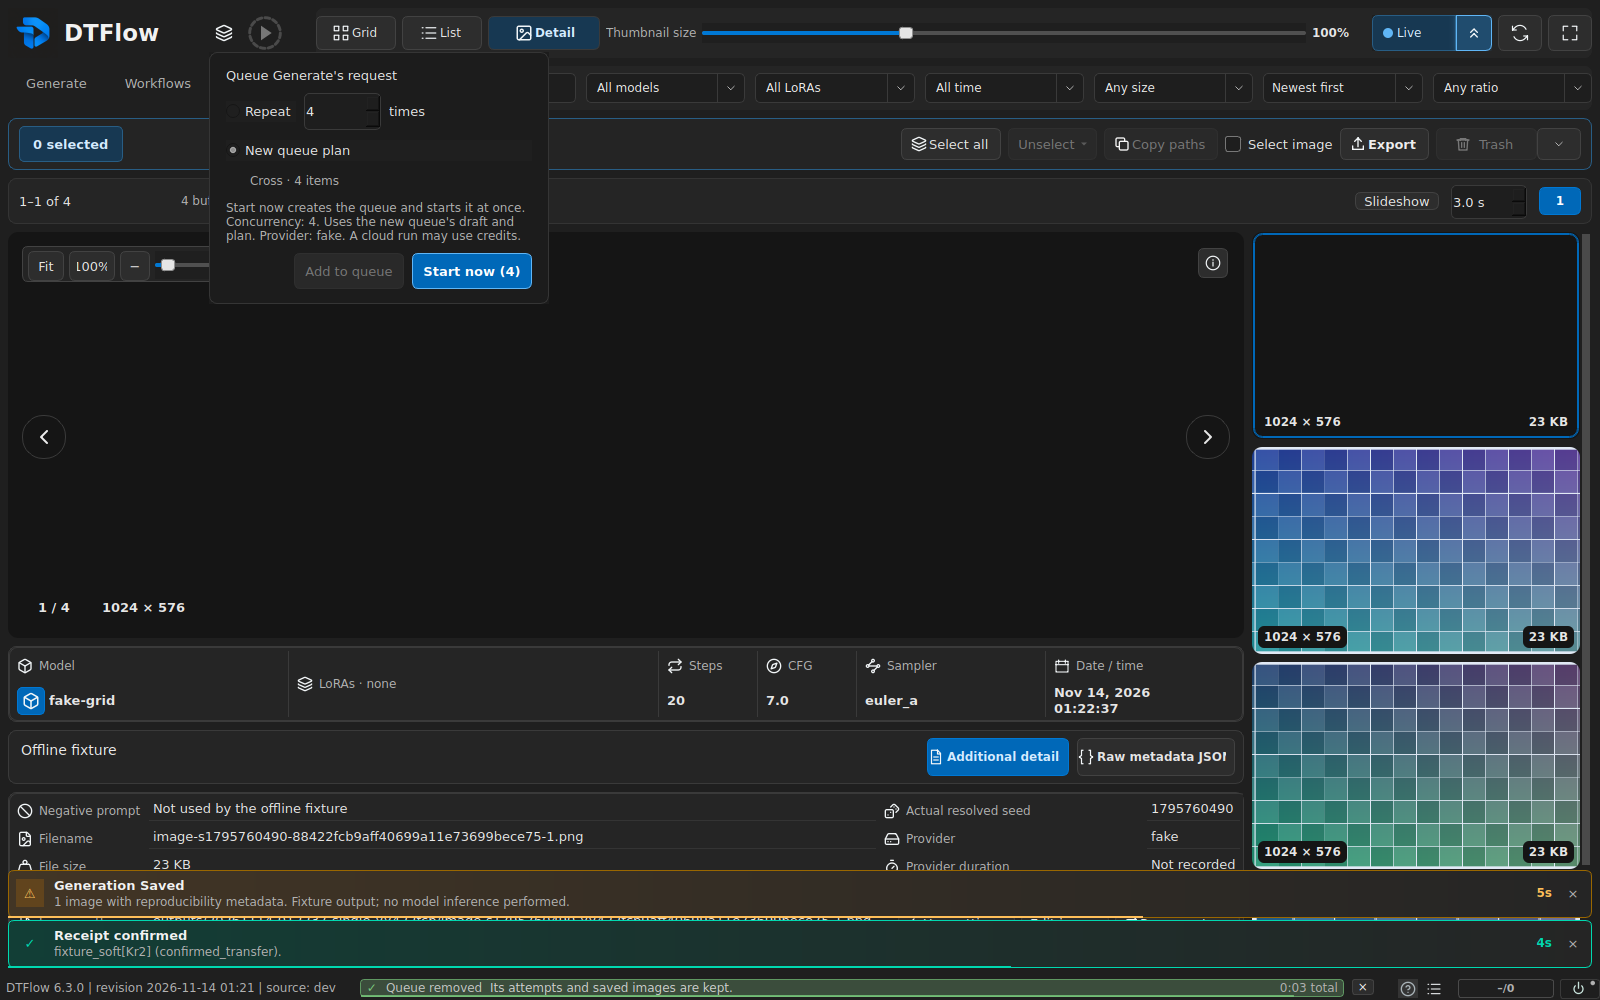 DTFlow
Grid
List
Detail
Thumbnail size
100%
Live
Generate
Workflows
All models
All LoRAs
All time
Any size
Newest first
Any ratio
Queue Generate's request
Repeat 4 times
New queue plan
Cross · 4 items
Start now creates the queue and starts it at once.
Concurrency: 4. Uses the new queue's draft and
plan. Provider: fake. A cloud run may use credits.
Add to queue
Start now (4)
0 selected
Select all
Unselect
Copy paths
Select image
Export
Trash
1–1 of 4
Slideshow
3.0 s
1
Fit
100%
1 / 4
1024 × 576
1024 × 576
23 KB
1024 × 576
23 KB
1024 × 576
23 KB
Model
fake-grid
LoRAs · none
Steps
20
CFG
7.0
Sampler
euler_a
Date / time
Nov 14, 2026
01:22:37
Offline fixture
Additional detail
Raw metadata JSON
Negative prompt
Not used by the offline fixture
Actual resolved seed
1795760490
Filename
image-s1795760490-88422fcb9aff40699a11e73699bece75-1.png
Provider
fake
File size
23 KB
Provider duration
Not recorded
Generation Saved
1 image with reproducibility metadata. Fixture output; no model inference performed.
5s
Receipt confirmed
fixture_soft[Kr2] (confirmed_transfer).
4s
DTFlow 6.3.0 | revision 2026-11-14 01:21 | source: dev
Queue removed Its attempts and saved images are kept.
0:03 total
–/0